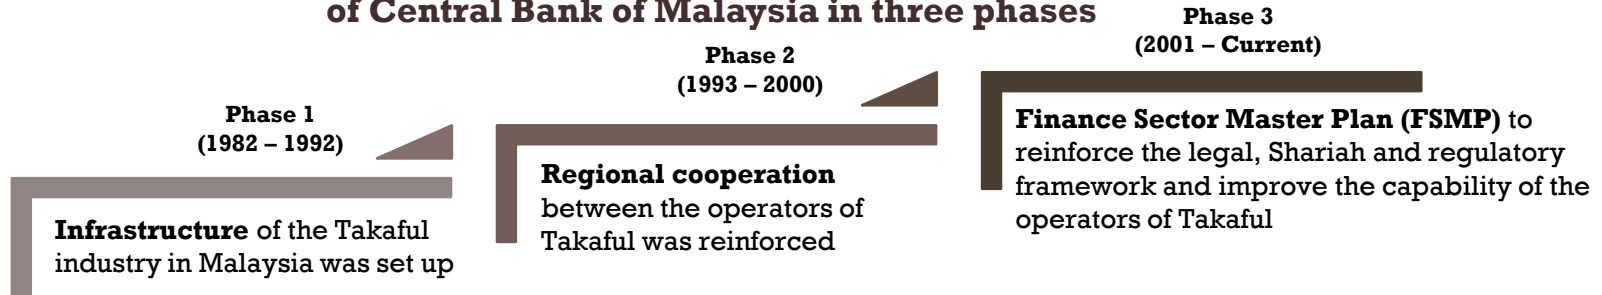 of Central Bank of Malaysia in three phases
Phase 1
(1982 – 1992)
Infrastructure of the Takaful
industry in Malaysia was set up
Phase 2
(1993 – 2000)
Regional cooperation
between the operators of
Takaful was reinforced
Phase 3
(2001 – Current)
Finance Sector Master Plan (FSMP) to
reinforce the legal, Shariah and regulatory
framework and improve the capability of the
operators of Takaful